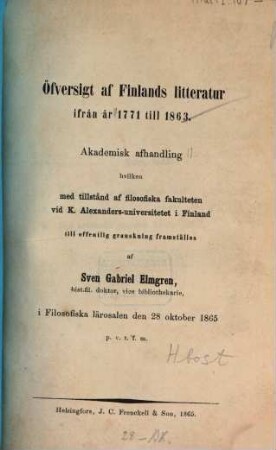 Öfversigt af Finlands litteratur
ifrån år 1771 till 1863.
Akademisk afhandling
hvilken
med tillstånd af filosofiska fakulteten
vid K. Alexanders-universitetet i Finland
till offentlig granskning framställes
af
Sven Gabriel Elmgren,
hist.fil. doktor, vice bibliothekarie,
i Filosofiska lärosalen den 28 oktober 1865
p. v. t. f. m.
Helsingfors, J. C. Frenckell & Son, 1865.